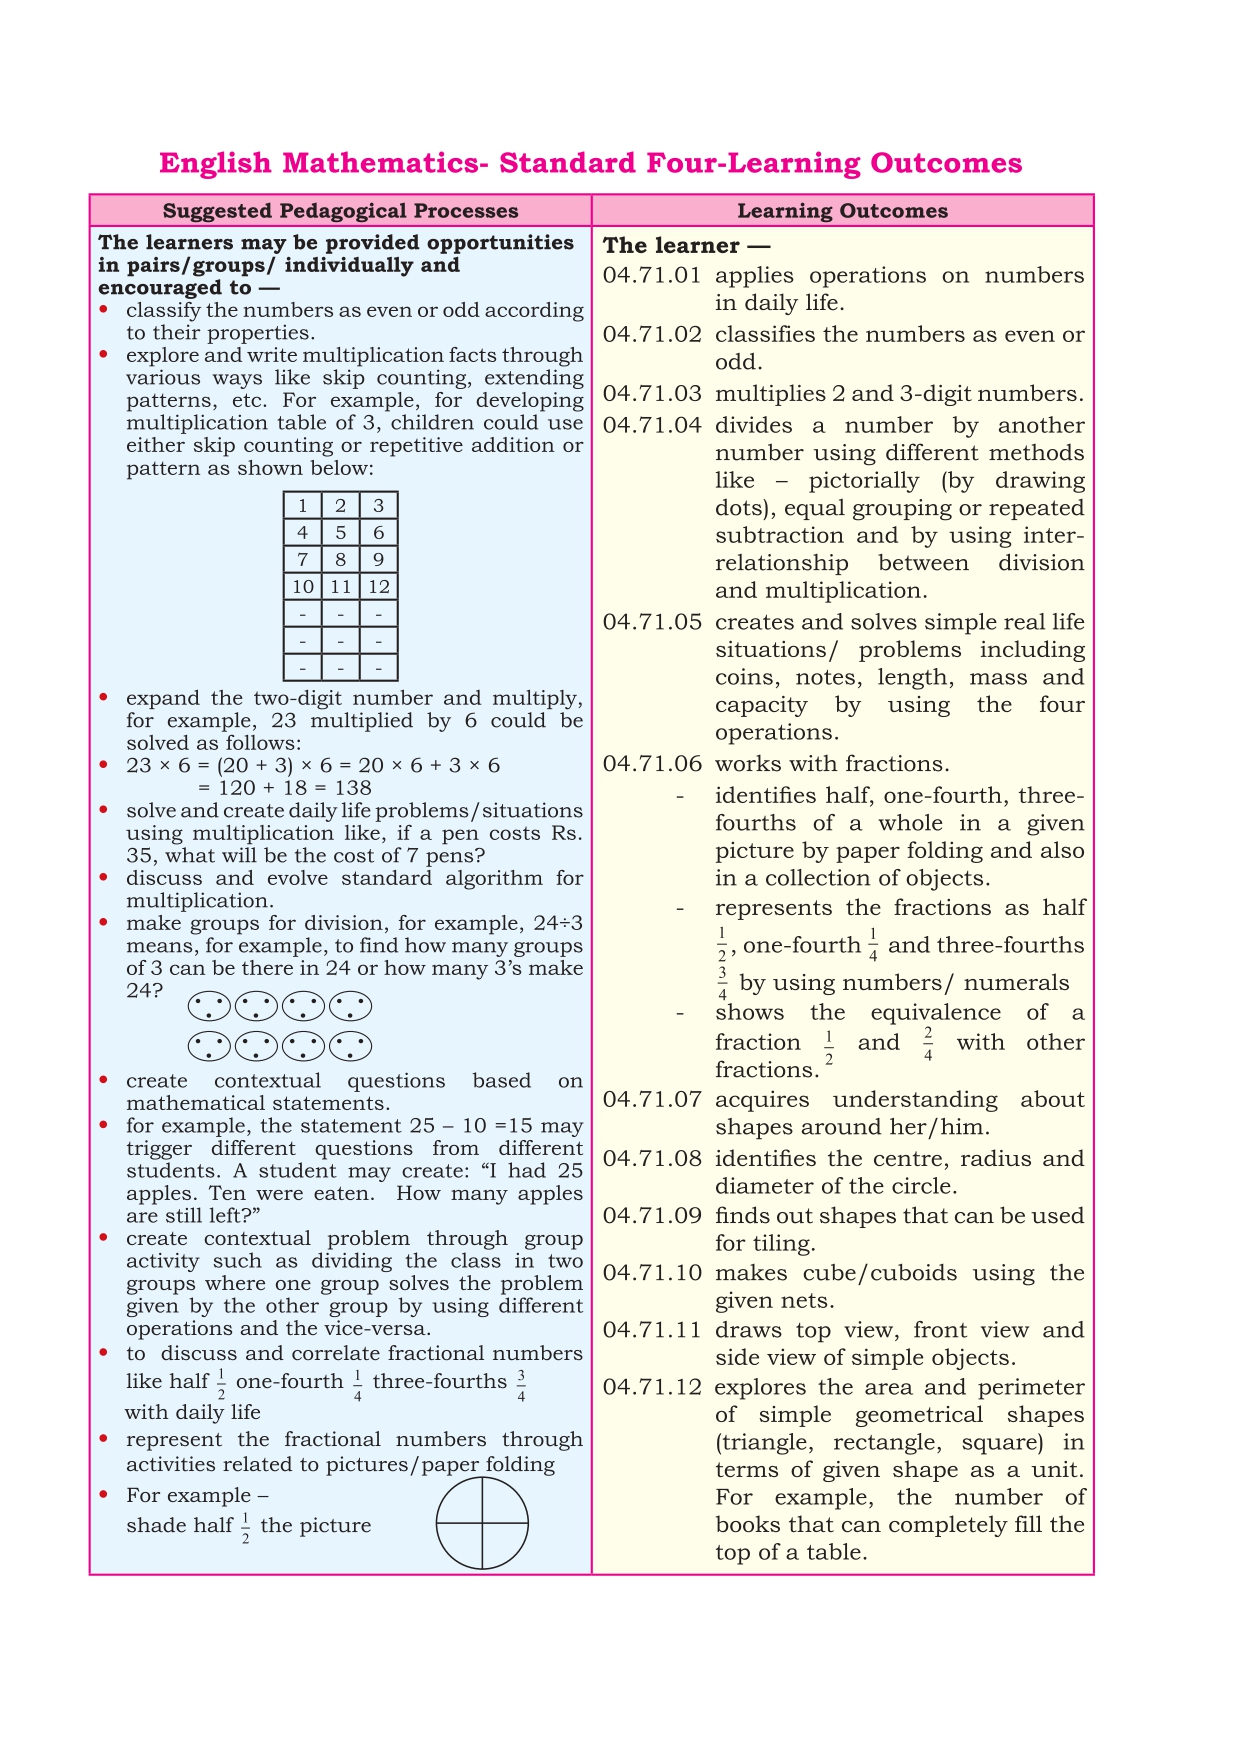 English Mathematics- Standard Four-Learning Outcomes
Suggested Pedagogical Processes
The learners may be provided opportunities
in pairs/groups/ individually and
encouraged to —
• classify the numbers as even or odd according
to their properties.
• explore and write multiplication facts through
various ways like skip counting, extending
patterns, etc. For example, for developing
multiplication table of 3, children could use
either skip counting or repetitive addition or
pattern as shown below:
1 2 3
4 5 6
7 8 9
10 11 12
- - -
- - -
- - -
• expand the two-digit number and multiply,
for example, 23 multiplied by 6 could be
solved as follows:
• 23 × 6 = (20 + 3) × 6 = 20 × 6 + 3 × 6
= 120 + 18 = 138
• solve and create daily life problems/situations
using multiplication like, if a pen costs Rs.
35, what will be the cost of 7 pens?
• discuss and evolve standard algorithm for
multiplication.
• make groups for division, for example, 24÷3
means, for example, to find how many groups
of 3 can be there in 24 or how many 3’s make
24?
• create contextual questions based on
mathematical statements.
• for example, the statement 25 – 10 =15 may
trigger different questions from different
students. A student may create: “I had 25
apples. Ten were eaten. How many apples
are still left?”
• create contextual problem through group
activity such as dividing the class in two
groups where one group solves the problem
given by the other group by using different
operations and the vice-versa.
• to discuss and correlate fractional numbers
like half 1/2 one-fourth 1/4 three-fourths 3/4
with daily life
• represent the fractional numbers through
activities related to pictures/paper folding
• For example –
shade half 1/2 the picture
Learning Outcomes
The learner —
04.71.01 applies operations on numbers
in daily life.
04.71.02 classifies the numbers as even or
odd.
04.71.03 multiplies 2 and 3-digit numbers.
04.71.04 divides a number by another
number using different methods
like – pictorially (by drawing
dots), equal grouping or repeated
subtraction and by using inter-
relationship between division
and multiplication.
04.71.05 creates and solves simple real life
situations/ problems including
coins, notes, length, mass and
capacity by using the four
operations.
04.71.06 works with fractions.
- identifies half, one-fourth, three-
fourths of a whole in a given
picture by paper folding and also
in a collection of objects.
- represents the fractions as half
1/2, one-fourth 1/4 and three-fourths
3/4 by using numbers/ numerals
- shows the equivalence of a
fraction 1/2 and 2/4 with other
fractions.
04.71.07 acquires understanding about
shapes around her/him.
04.71.08 identifies the centre, radius and
diameter of the circle.
04.71.09 finds out shapes that can be used
for tiling.
04.71.10 makes cube/cuboids using the
given nets.
04.71.11 draws top view, front view and
side view of simple objects.
04.71.12 explores the area and perimeter
of simple geometrical shapes
(triangle, rectangle, square) in
terms of given shape as a unit.
For example, the number of
books that can completely fill the
top of a table.